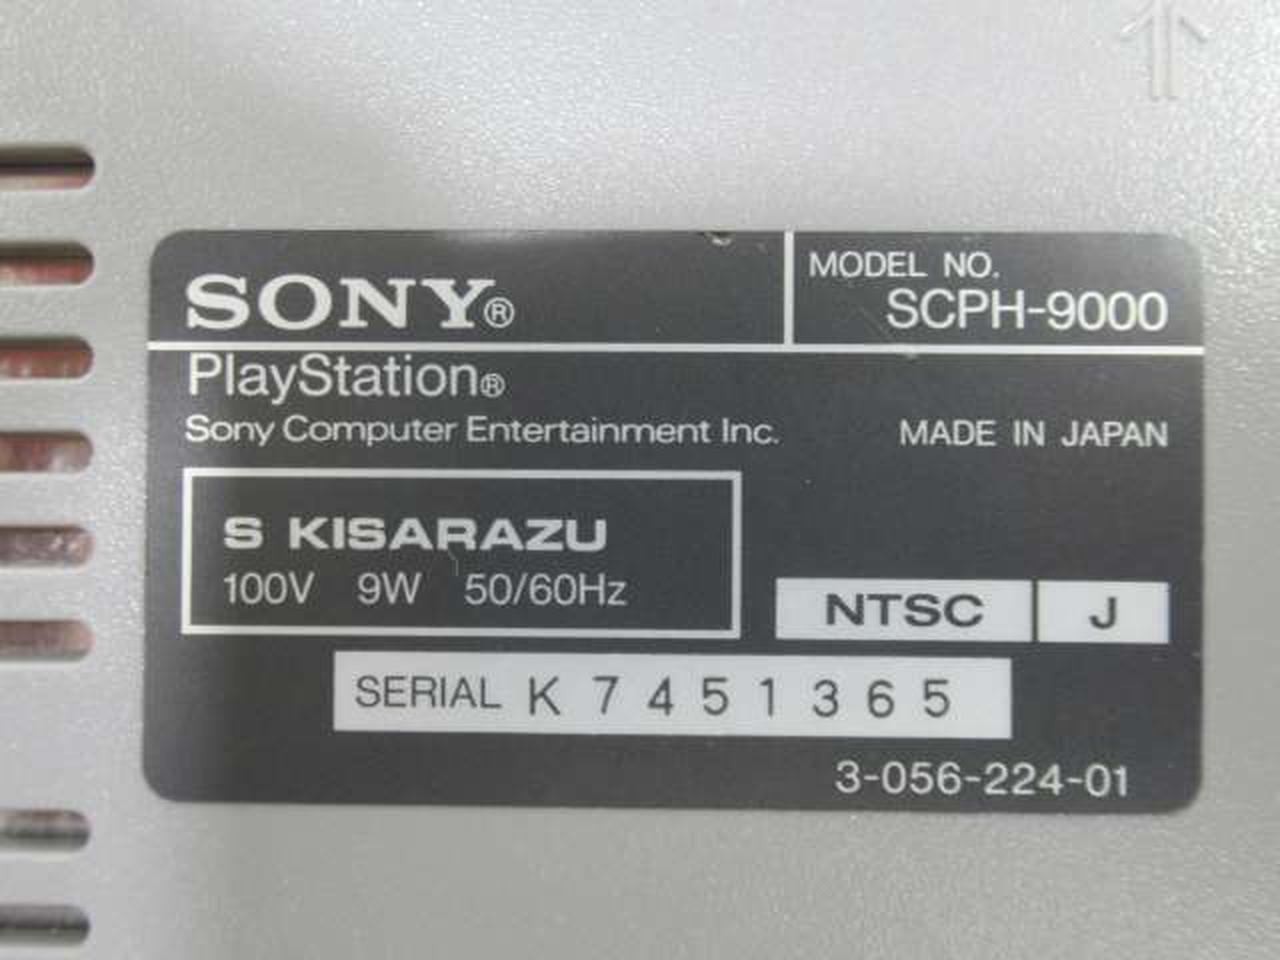 SONY®
MODEL NO.
SCPH-9000
PlayStation®
Sony Computer Entertainment Inc.
MADE IN JAPAN
S KISARAZU
100V 9W 50/60Hz
NTSC J
SERIAL K 7 4 5 1 3 6 5
3-056-224-01